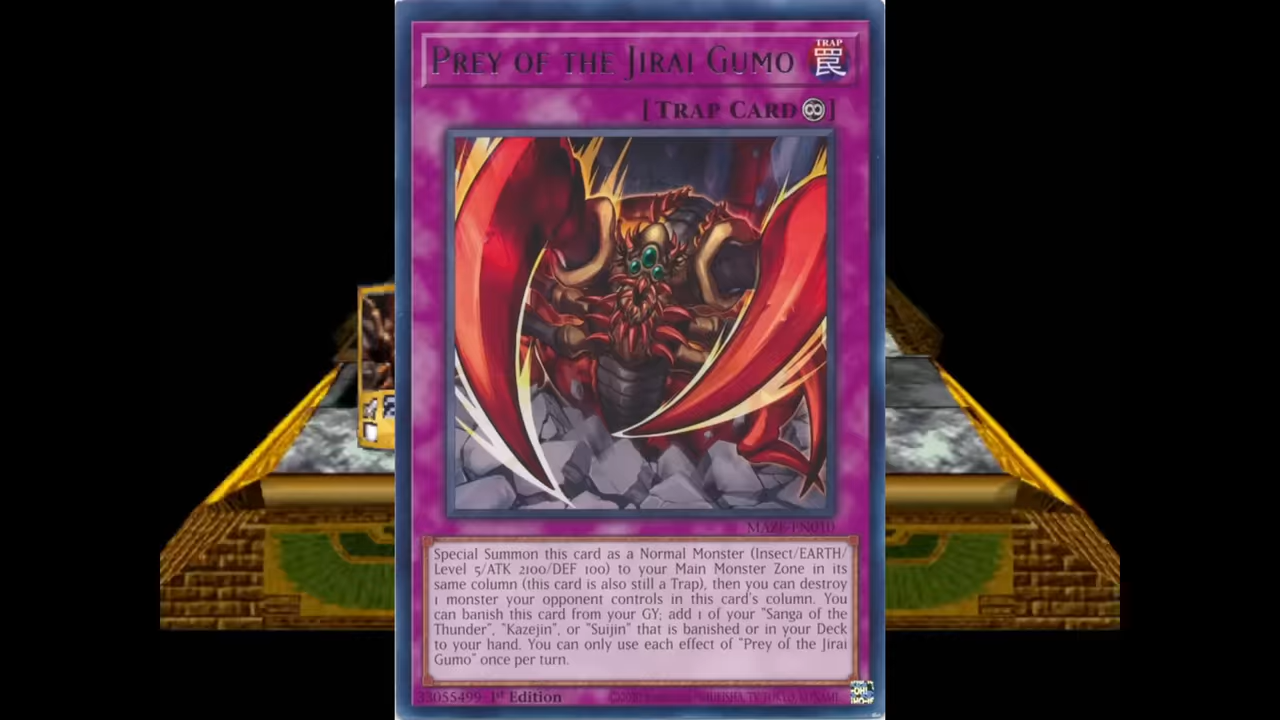 PREY OF THE JIRAI GUMO
TRAP
罠
[TRAP CARD]
MAZE-EN010
Special Summon this card as a Normal Monster (Insect/EARTH/
Level 5/ATK 2100/DEF 100) to your Main Monster Zone in its
same column (this card is also still a Trap), then you can destroy
1 monster your opponent controls in this card's column. You
can banish this card from your GY; add 1 of your "Sanga of the
Thunder", "Kazejin", or "Suijin" that is banished or in your Deck
to your hand. You can only use each effect of "Prey of the Jirai
Gumo" once per turn.
33055499 1st Edition